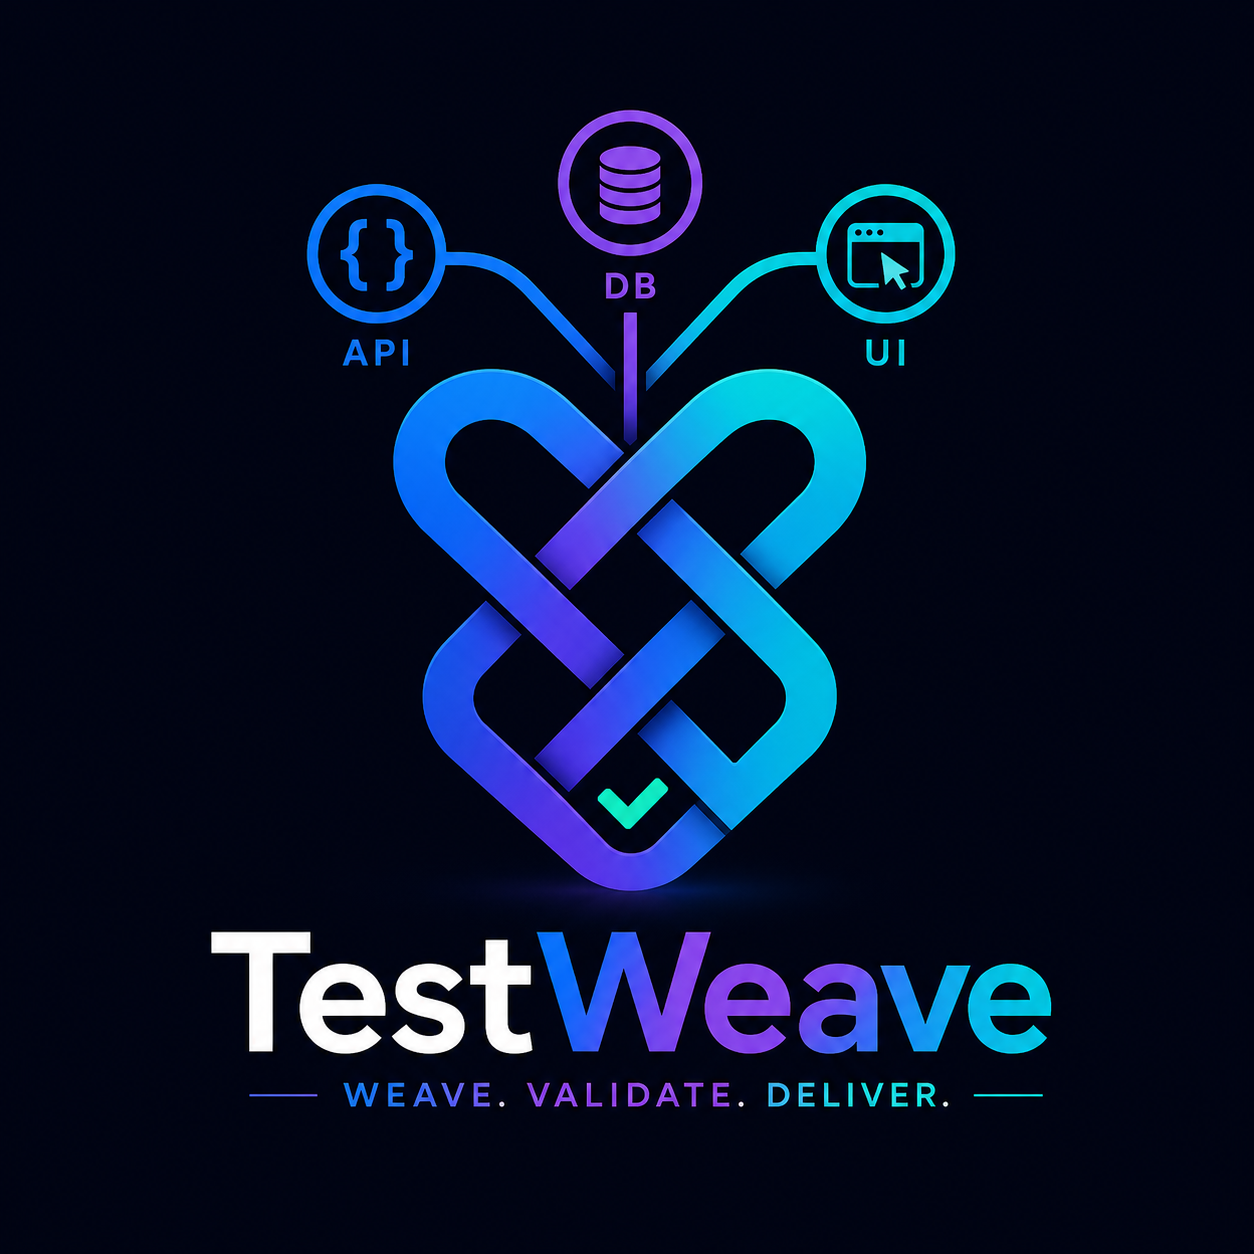 DB
API
UI
TestWeave
WEAVE. VALIDATE. DELIVER.